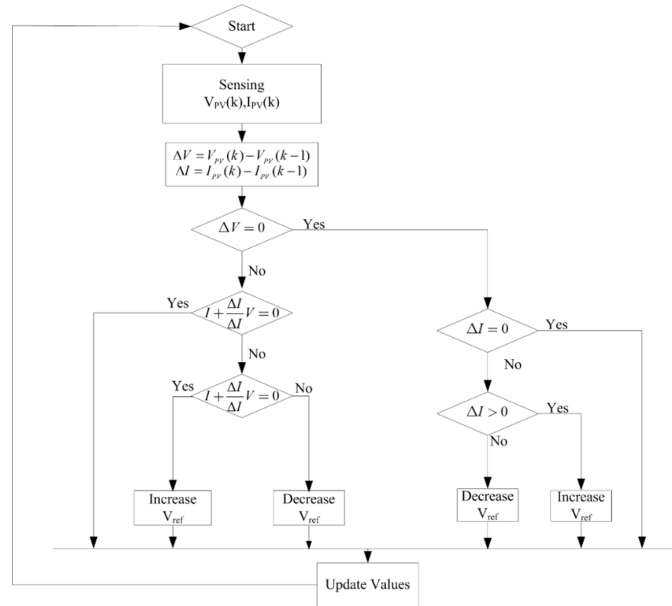 Start
Sensing
V_PV(k),I_PV(k)
ΔV = V_PV(k) − V_PV(k−1)
ΔI = I_PV(k) − I_PV(k−1)
ΔV = 0
Yes
No
Yes
I + ΔI/ΔI V = 0
ΔI = 0
Yes
No
No
Yes
I + ΔI/ΔI V = 0
No
ΔI > 0
Yes
No
Increase
V_ref
Decrease
V_ref
Decrease
V_ref
Increase
V_ref
Update Values